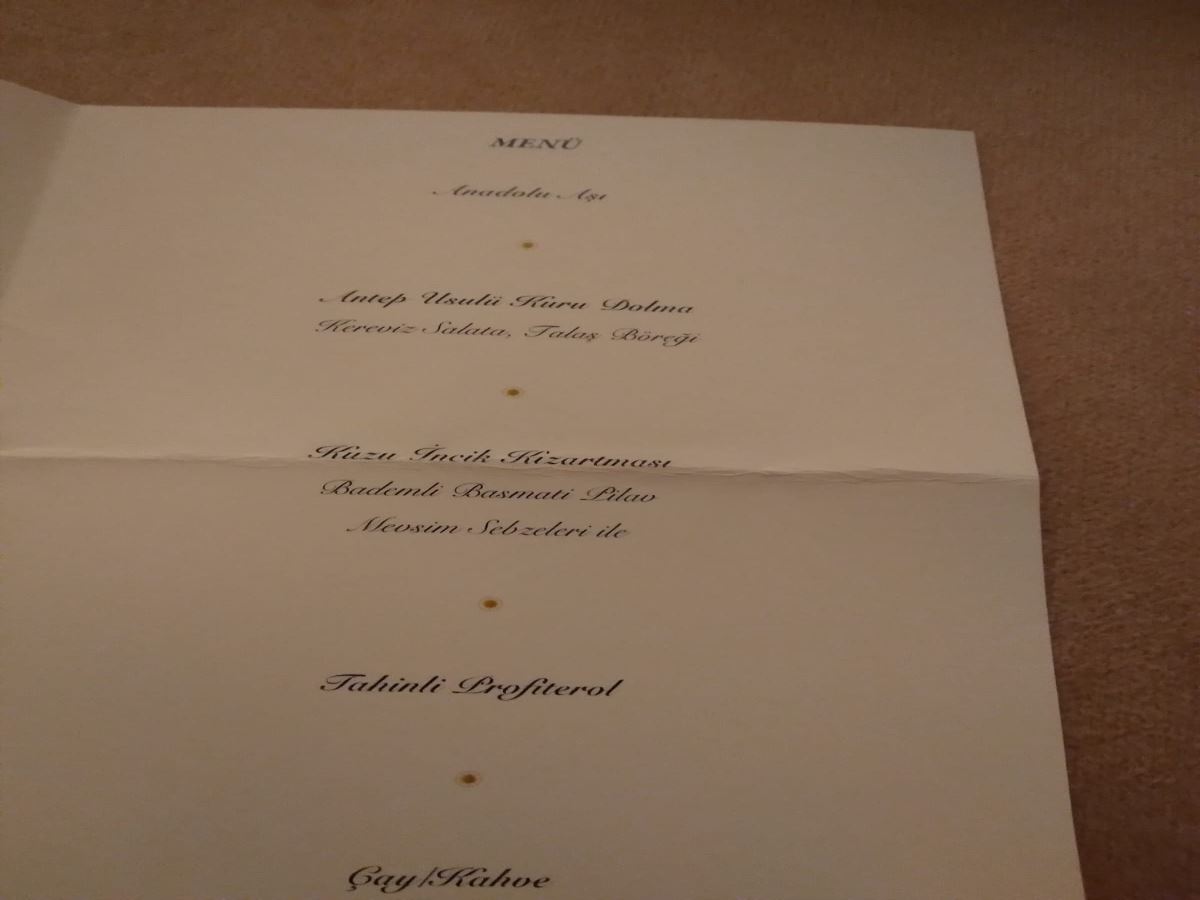 MENÜ
Anadolu Aşı
Antep Usulü Kuru Dolma
Kereviz Salata, Talaş Böreği
Kuzu İncik Kizartması
Bademli Basmati Pilav
Mevsim Sebzeleri ile
Tahinli Profiterol
Çay/Kahve